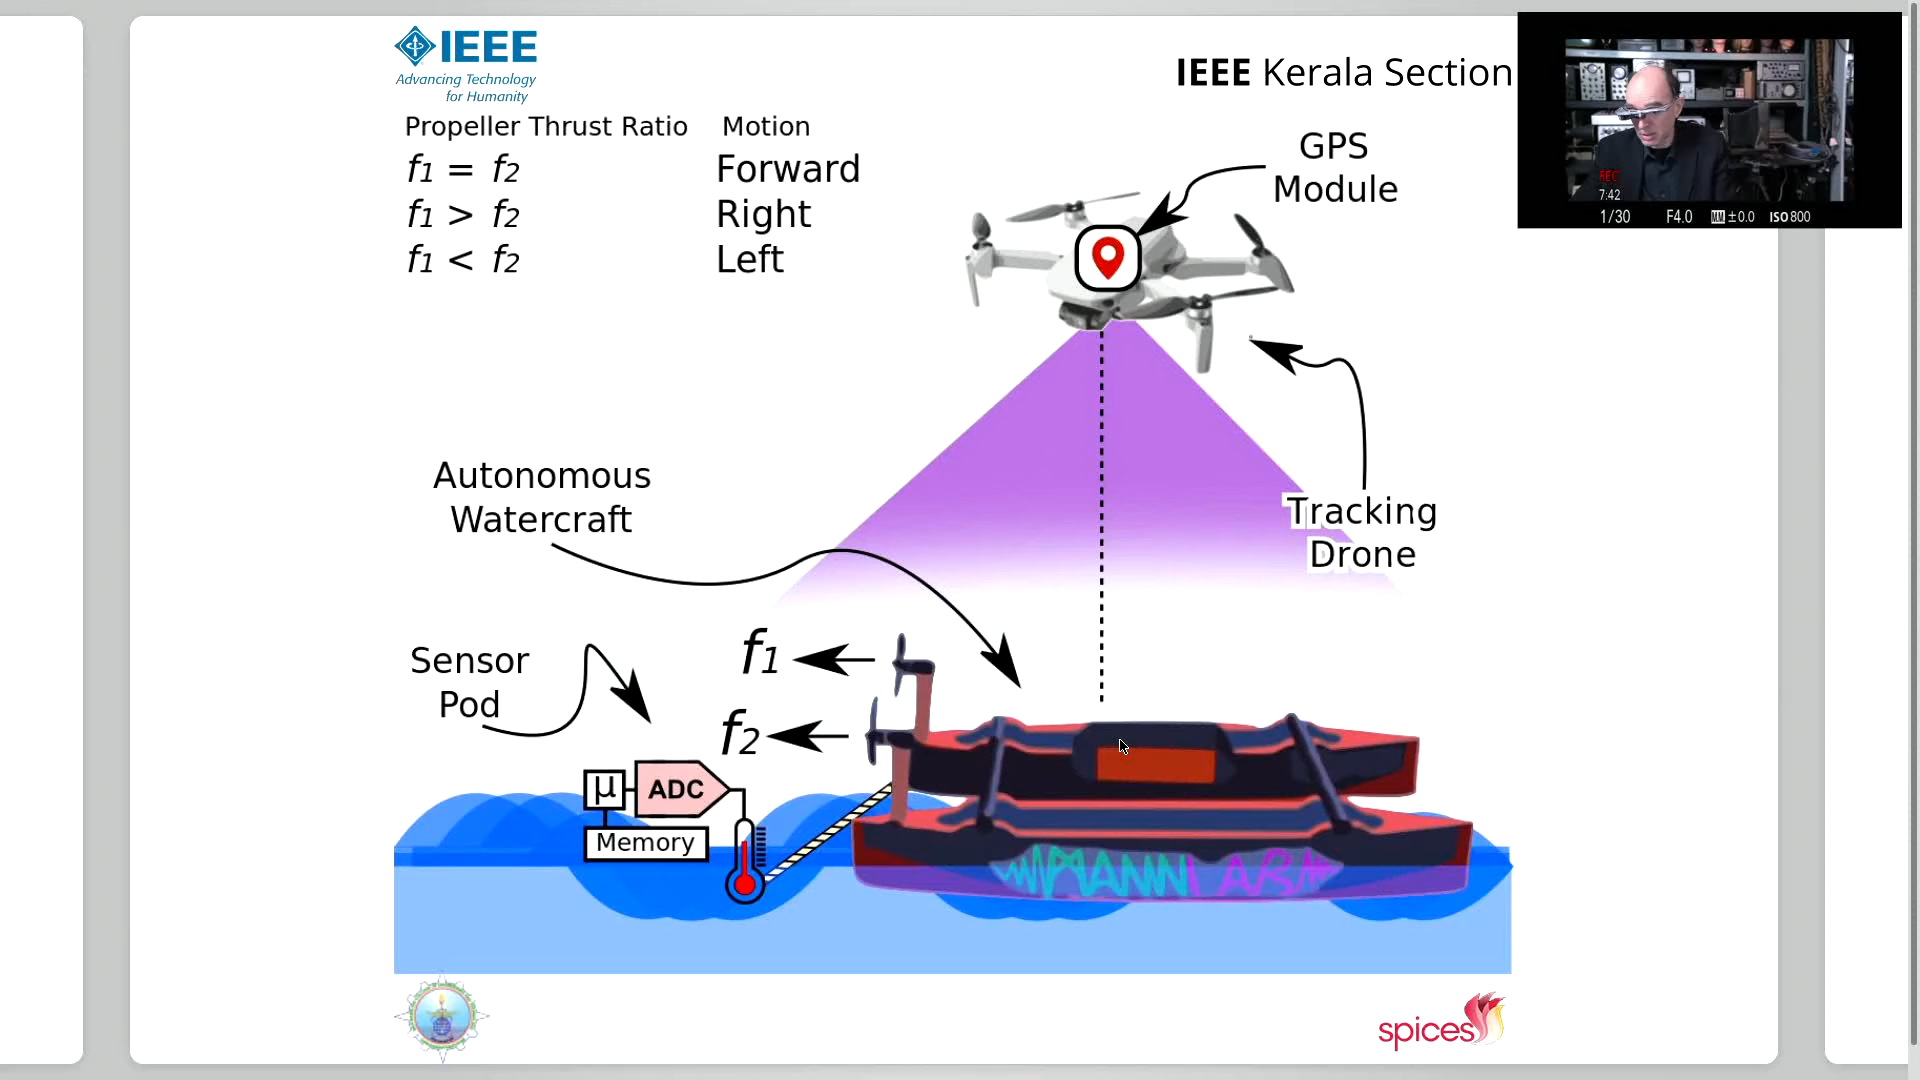 IEEE
Advancing Technology
for Humanity
IEEE Kerala Section
Propeller Thrust Ratio Motion
f1 = f2 Forward
f1 > f2 Right
f1 < f2 Left
GPS
Module
REC
7:42
1/30 F4.0 ±0.0 ISO 800
Autonomous
Watercraft
Tracking
Drone
Sensor
Pod
f1
f2
μ
ADC
Memory
MANNLAB
spices